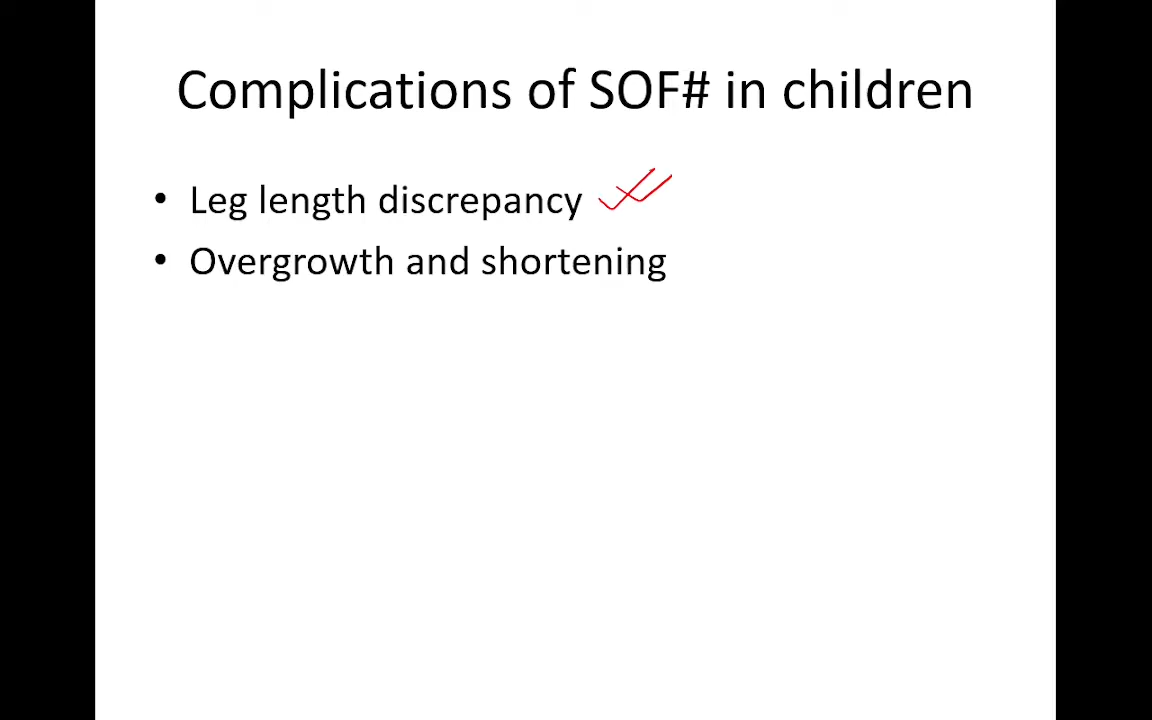 Complications of SOF# in children
• Leg length discrepancy
• Overgrowth and shortening